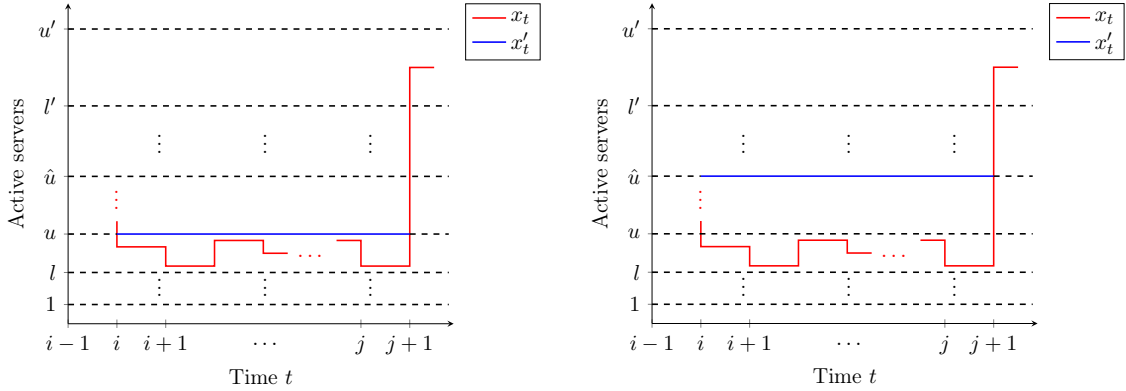 u′
l′
û
u
l
1
Active servers
i − 1 i i + 1 ⋯ j j + 1
Time t
x_t
x′_t
u′
l′
û
u
l
1
Active servers
i − 1 i i + 1 ⋯ j j + 1
Time t
x_t
x′_t